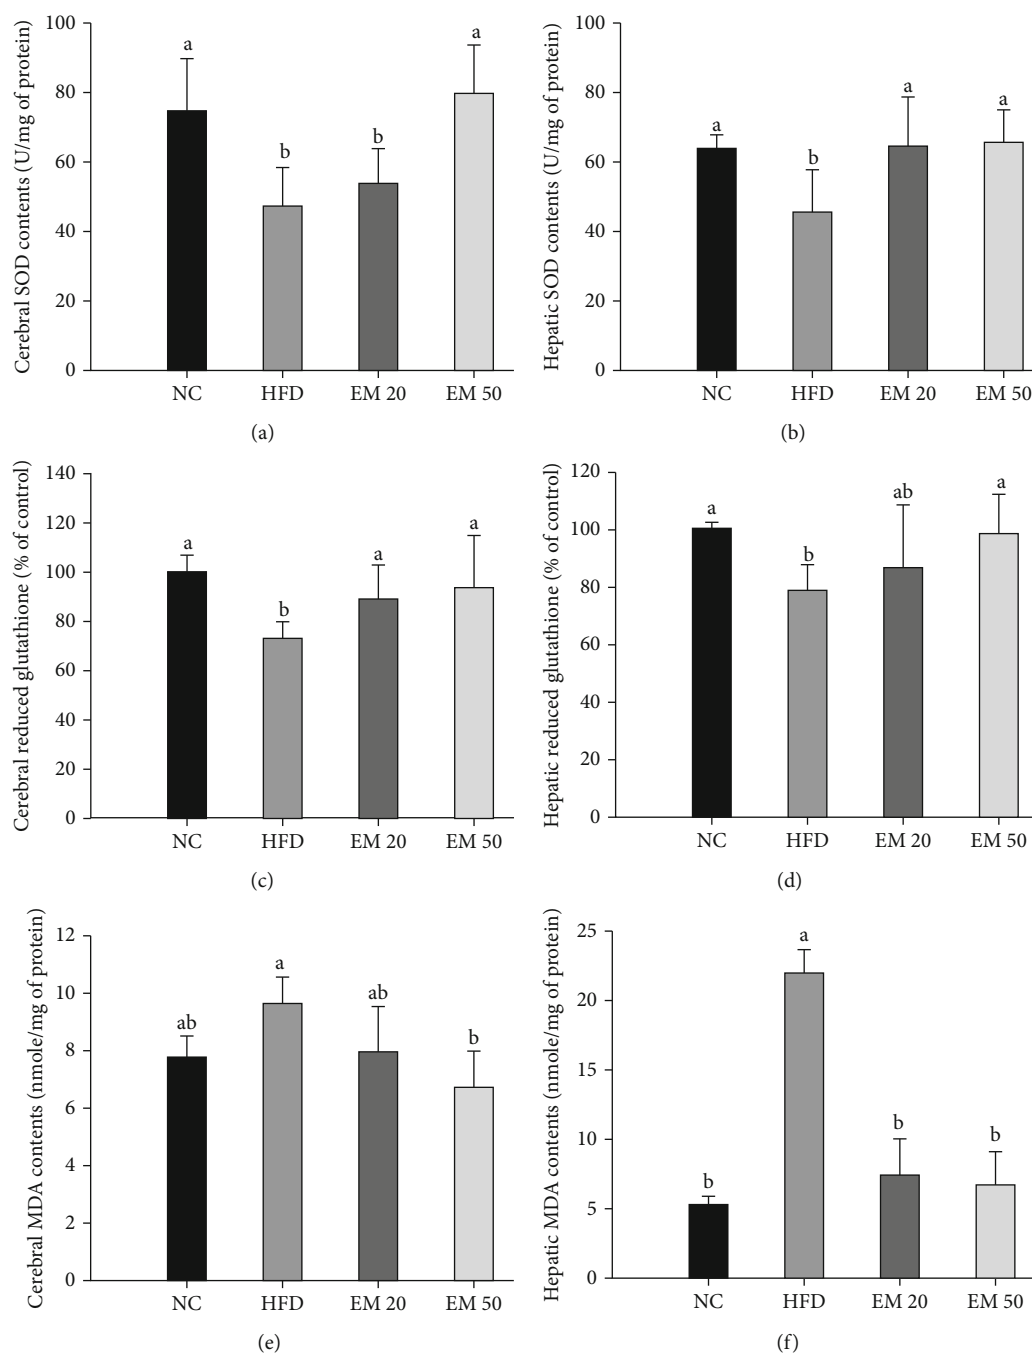 Cerebral SOD contents (U/mg of protein)
100
80
60
40
20
0
a
b
b
a
NC HFD EM 20 EM 50
(a)
Hepatic SOD contents (U/mg of protein)
100
80
60
40
20
0
a
b
a
a
NC HFD EM 20 EM 50
(b)
Cerebral reduced glutathione (% of control)
140
120
100
80
60
40
20
0
a
b
a
a
NC HFD EM 20 EM 50
(c)
Hepatic reduced glutathione (% of control)
120
100
80
60
40
20
0
a
b
ab
a
NC HFD EM 20 EM 50
(d)
Cerebral MDA contents (nmole/mg of protein)
12
10
8
6
4
2
0
ab
a
ab
b
NC HFD EM 20 EM 50
(e)
Hepatic MDA contents (nmole/mg of protein)
25
20
15
10
5
0
b
a
b
b
NC HFD EM 20 EM 50
(f)